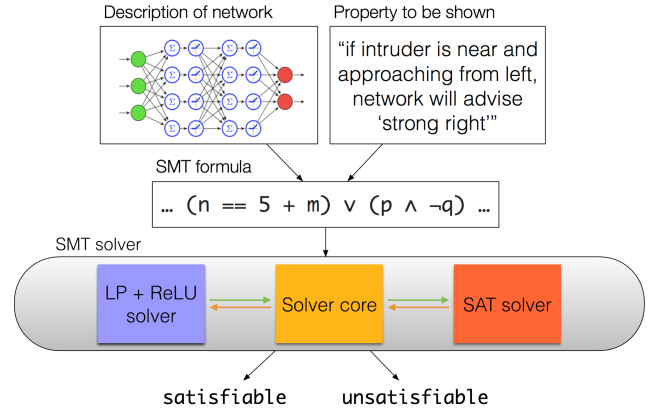 Description of network
Property to be shown
Σ Σ
Σ Σ
Σ Σ
Σ Σ
“if intruder is near and
approaching from left,
network will advise
‘strong right’”
SMT formula
… (n == 5 + m) ∨ (p ∧ ¬q) …
SMT solver
LP + ReLU
solver
Solver core
SAT solver
satisfiable
unsatisfiable